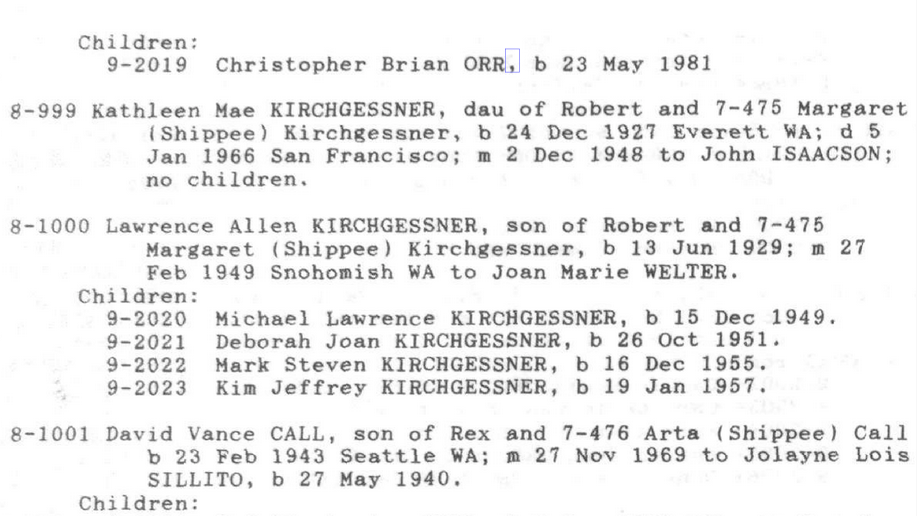 Children:
9-2019 Christopher Brian ORR, b 23 May 1981
8-999 Kathleen Mae KIRCHGESSNER, dau of Robert and 7-475 Margaret
(Shippee) Kirchgessner, b 24 Dec 1927 Everett WA; d 5
Jan 1966 San Francisco; m 2 Dec 1948 to John ISAACSON;
no children.
8-1000 Lawrence Allen KIRCHGESSNER, son of Robert and 7-475
Margaret (Shippee) Kirchgessner, b 13 Jun 1929; m 27
Feb 1949 Snohomish WA to Joan Marie WELTER.
Children:
9-2020 Michael Lawrence KIRCHGESSNER, b 15 Dec 1949.
9-2021 Deborah Joan KIRCHGESSNER, b 26 Oct 1951.
9-2022 Mark Steven KIRCHGESSNER, b 16 Dec 1955.
9-2023 Kim Jeffrey KIRCHGESSNER, b 19 Jan 1957.
8-1001 David Vance CALL, son of Rex and 7-476 Arta (Shippee) Call
b 23 Feb 1943 Seattle WA; m 27 Nov 1969 to Jolayne Lois
SILLITO, b 27 May 1940.
Children: